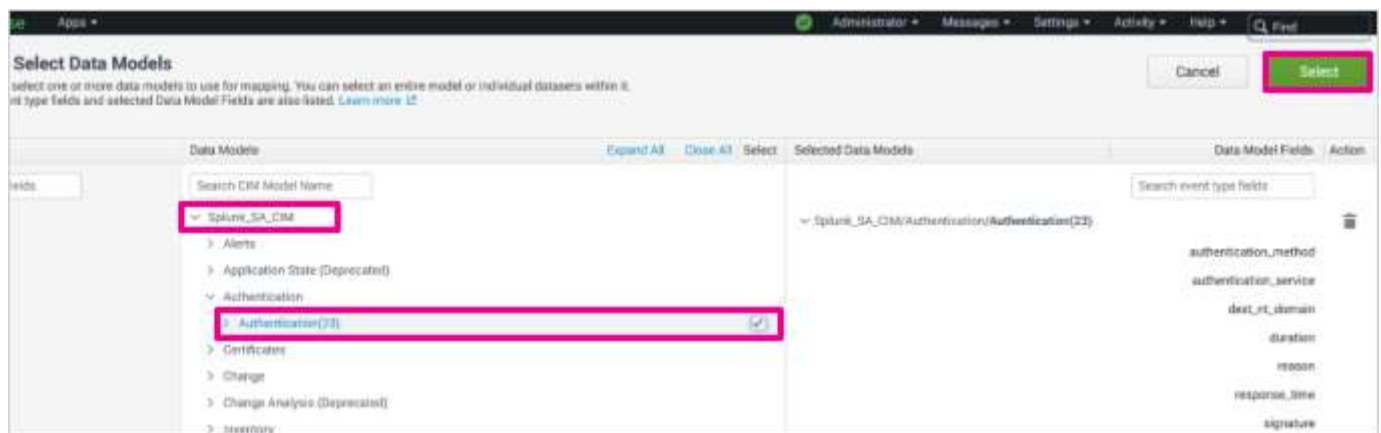 se Apps Administrator Messages Settings Activity Help Find
Select Data Models
Cancel Select
select one or more data models to use for mapping. You can select an entire model or individual datasets within it.
nt type fields and selected Data Model Fields are also listed. Learn more
Data Models Expand All Close All Select Selected Data Models Data Model Fields Action
ields Search CIM Model Name Search event type fields
Splunk_SA_CIM
Splunk_SA_CIM/Authentication/Authentication(23)
Alerts
authentication_method
Application State (Deprecated)
authentication_service
Authentication
dest_nt_domain
Authentication(23)
duration
Certificates
reason
Change
response_time
Change Analysis (Deprecated)
signature
Inventory